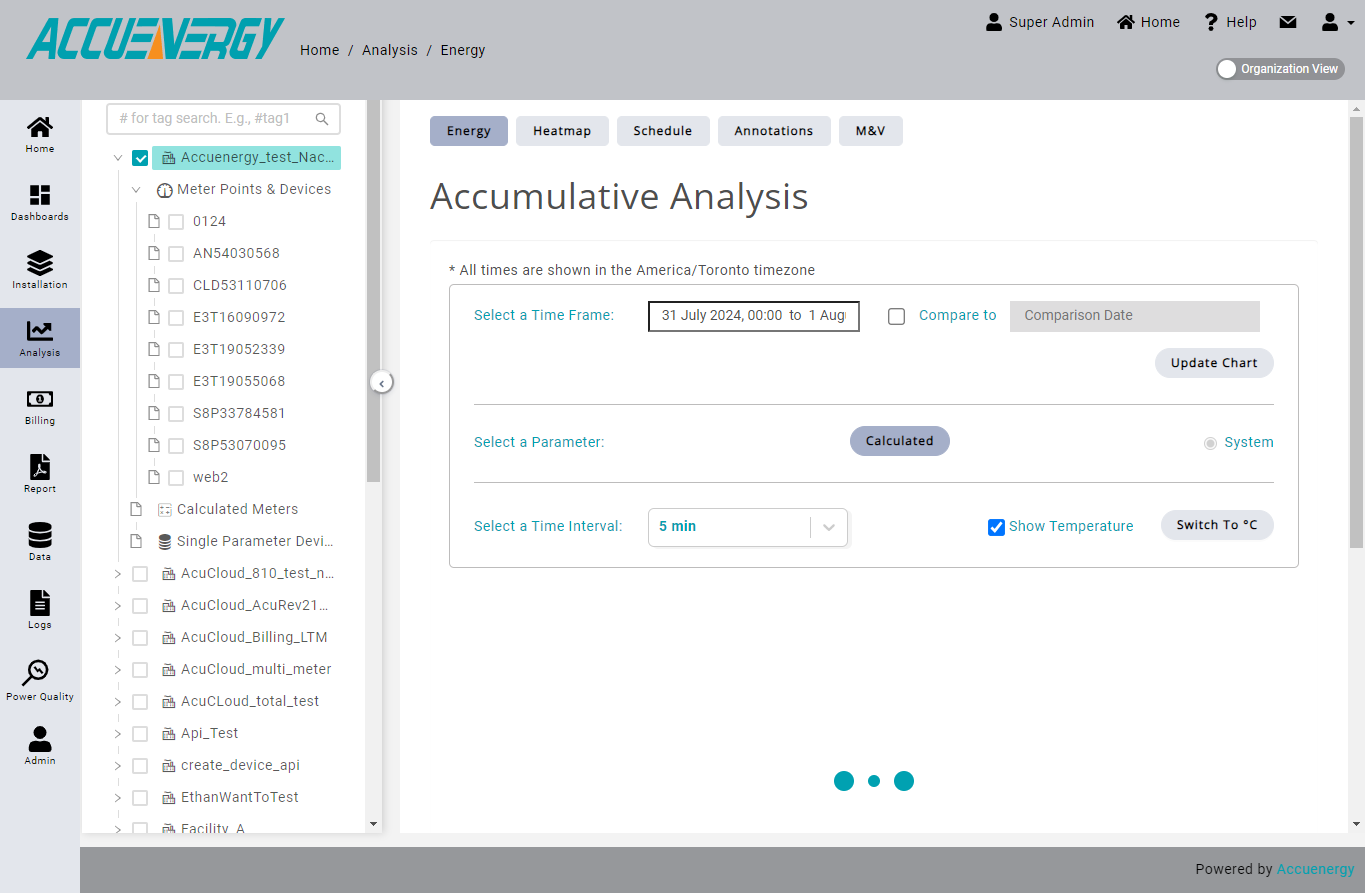 ACCUENERGY
Home / Analysis / Energy
Super Admin
Home
Help
Organization View
Home
Dashboards
Installation
Analysis
Billing
Report
Data
Logs
Power Quality
Admin
# for tag search. E.g., #tag1
Accuenergy_test_Nac...
Meter Points & Devices
0124
AN54030568
CLD53110706
E3T16090972
E3T19052339
E3T19055068
S8P33784581
S8P53070095
web2
Calculated Meters
Single Parameter Devi...
AcuCloud_810_test_n...
AcuCloud_AcuRev21...
AcuCloud_Billing_LTM
AcuCloud_multi_meter
AcuCLoud_total_test
Api_Test
create_device_api
EthanWantToTest
Facility_A
Energy
Heatmap
Schedule
Annotations
M&V
Accumulative Analysis
* All times are shown in the America/Toronto timezone
Select a Time Frame:
31 July 2024, 00:00 to 1 Aug
Compare to
Comparison Date
Update Chart
Select a Parameter:
Calculated
System
Select a Time Interval:
5 min
Show Temperature
Switch To °C
Powered by Accuenergy